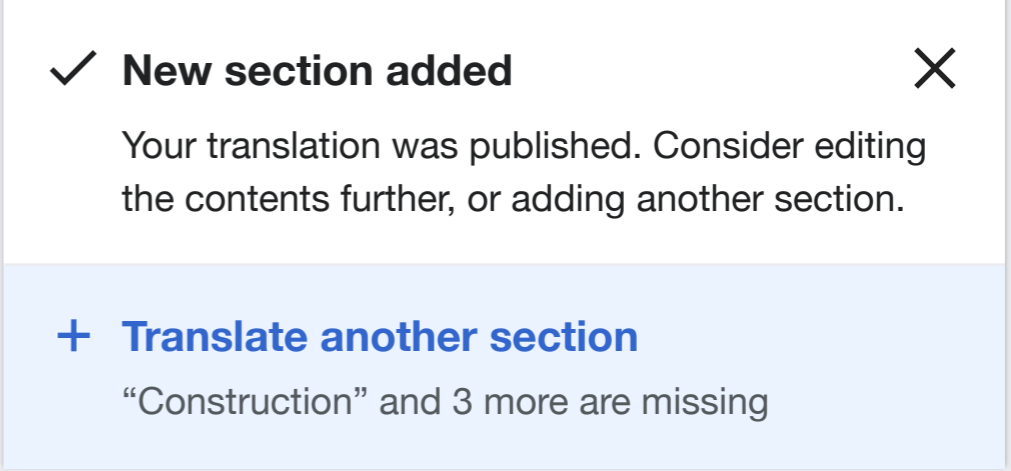 New section added
Your translation was published. Consider editing
the contents further, or adding another section.
Translate another section
“Construction” and 3 more are missing